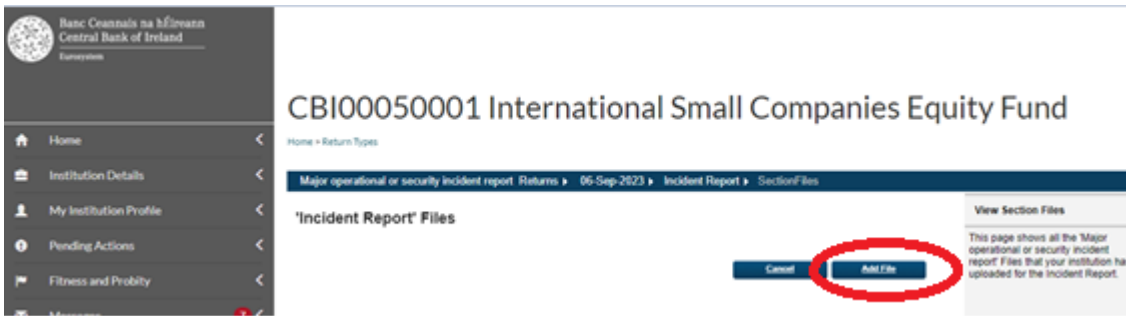 Banc Ceannais na hÉireann
Central Bank of Ireland
Eurosystem
CBI00050001 International Small Companies Equity Fund
Home > Return Types
Home
Institution Details
My Institution Profile
Pending Actions
Fitness and Probity
Messages
Major operational or security incident report Returns 06-Sep-2023 Incident Report SectionFiles
'Incident Report' Files
Cancel
Add File
View Section Files
This page shows all the 'Major
operational or security incident
report' Files that your institution ha
uploaded for the Incident Report.